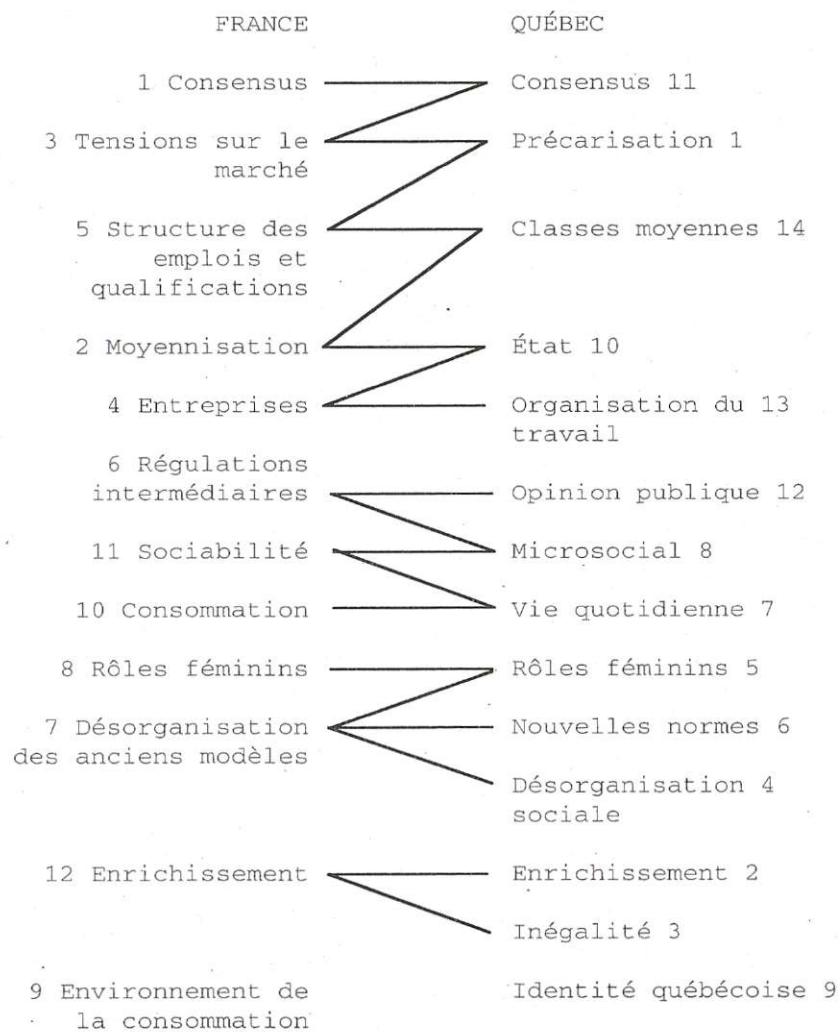 FRANCE QUÉBEC
1 Consensus Consensus 11
3 Tensions sur le Précarisation 1
marché
5 Structure des Classes moyennes 14
emplois et
qualifications
2 Moyennisation État 10
4 Entreprises Organisation du 13
travail
6 Régulations
intermédiaires Opinion publique 12
11 Sociabilité Microsocial 8
10 Consommation Vie quotidienne 7
8 Rôles féminins Rôles féminins 5
7 Désorganisation Nouvelles normes 6
des anciens modèles
Désorganisation 4
sociale
12 Enrichissement Enrichissement 2
Inégalité 3
9 Environnement de Identité québécoise 9
la consommation